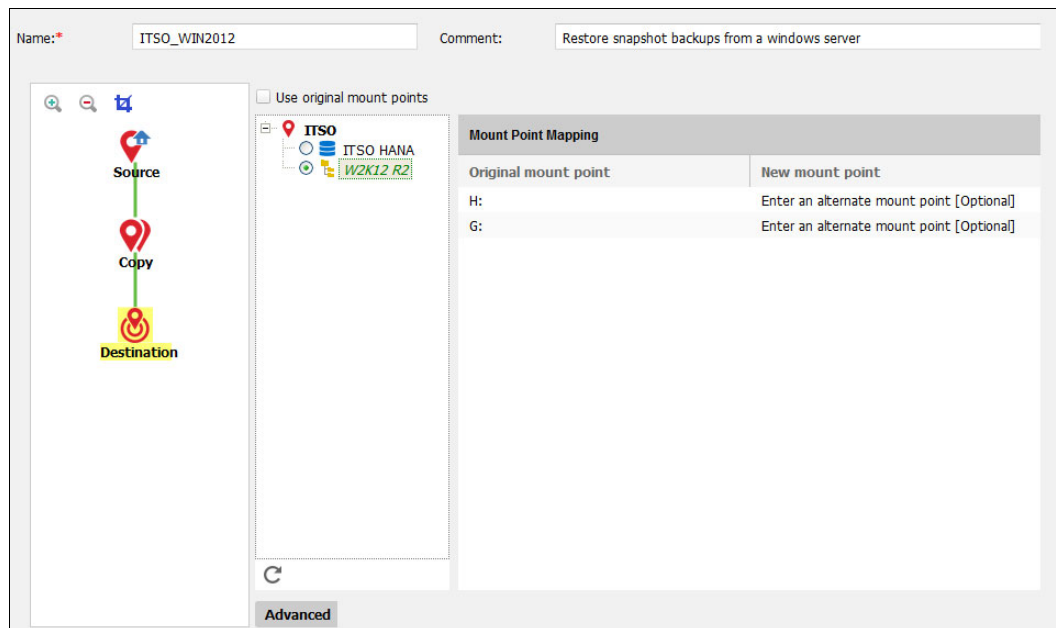 Name:* ITSO_WIN2012 Comment: Restore snapshot backups from a windows server
Use original mount points
ITSO
ITSO HANA
W2K12 R2
Source
Copy
Destination
Mount Point Mapping
Original mount point New mount point
H: Enter an alternate mount point [Optional]
G: Enter an alternate mount point [Optional]
Advanced